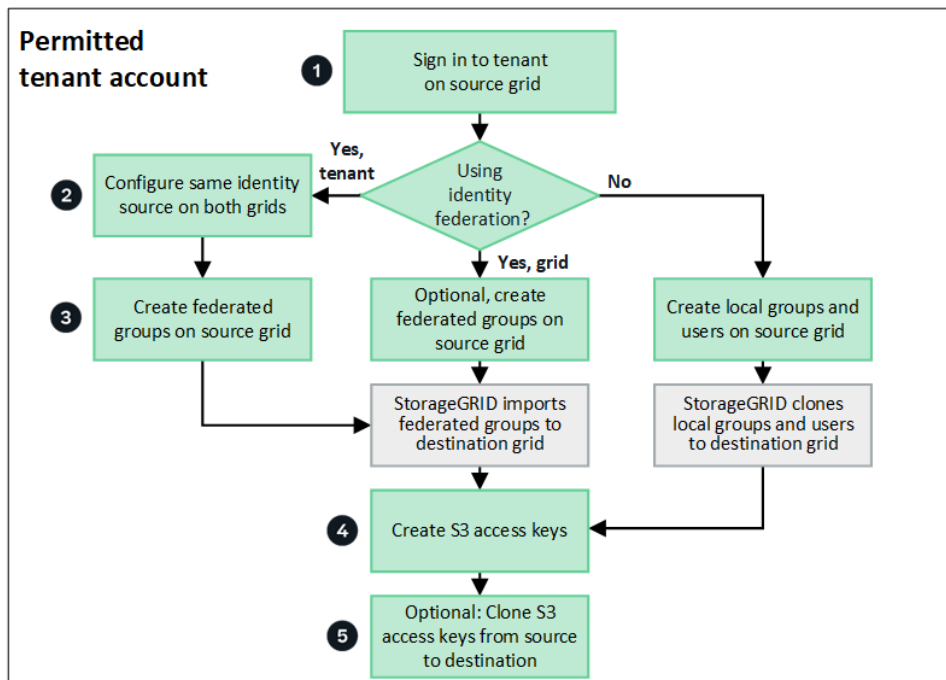 Permitted
tenant account
1
Sign in to tenant
on source grid
Yes,
tenant
Using
identity
federation?
No
2
Configure same identity
source on both grids
Yes, grid
3
Create federated
groups on source grid
Optional, create
federated groups on
source grid
Create local groups and
users on source grid
StorageGRID imports
federated groups to
destination grid
StorageGRID clones
local groups and users
to destination grid
4
Create S3 access keys
5
Optional: Clone S3
access keys from source
to destination